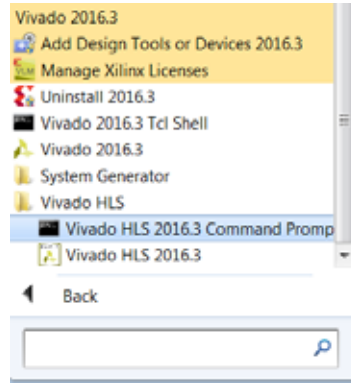 Vivado 2016.3
Add Design Tools or Devices 2016.3
Manage Xilinx Licenses
Uninstall 2016.3
Vivado 2016.3 Tcl Shell
Vivado 2016.3
System Generator
Vivado HLS
Vivado HLS 2016.3 Command Promp
Vivado HLS 2016.3
Back